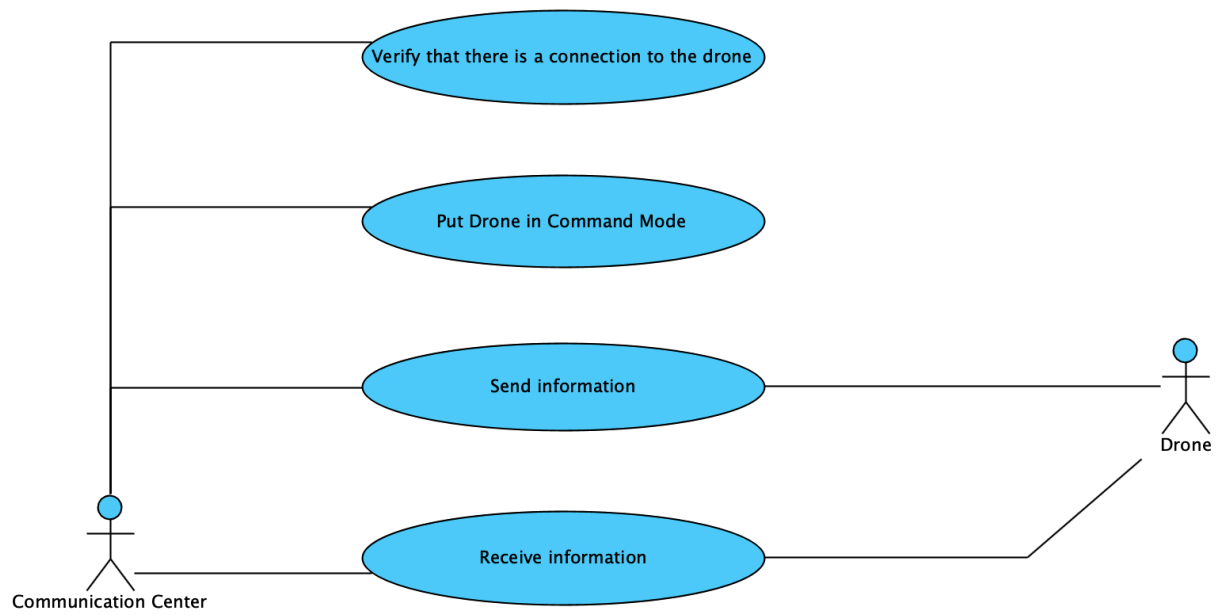 Verify that there is a connection to the drone
Put Drone in Command Mode
Send information
Drone
Receive information
Communication Center